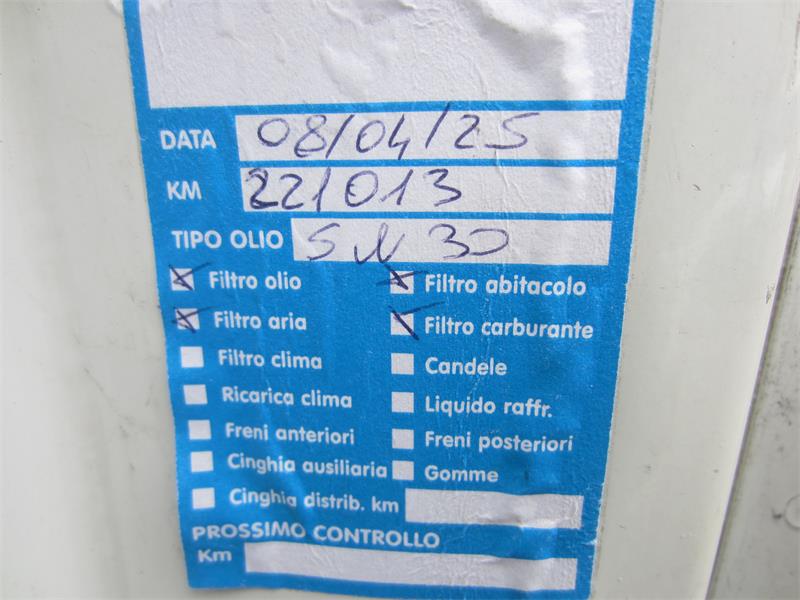 DATA 08/04/25
KM 221013
TIPO OLIO 5W30
Filtro olio Filtro abitacolo
Filtro aria Filtro carburante
Filtro clima Candele
Ricarica clima Liquido raffr.
Freni anteriori Freni posteriori
Cinghia ausiliaria Gomme
Cinghia distrib. km
PROSSIMO CONTROLLO
Km